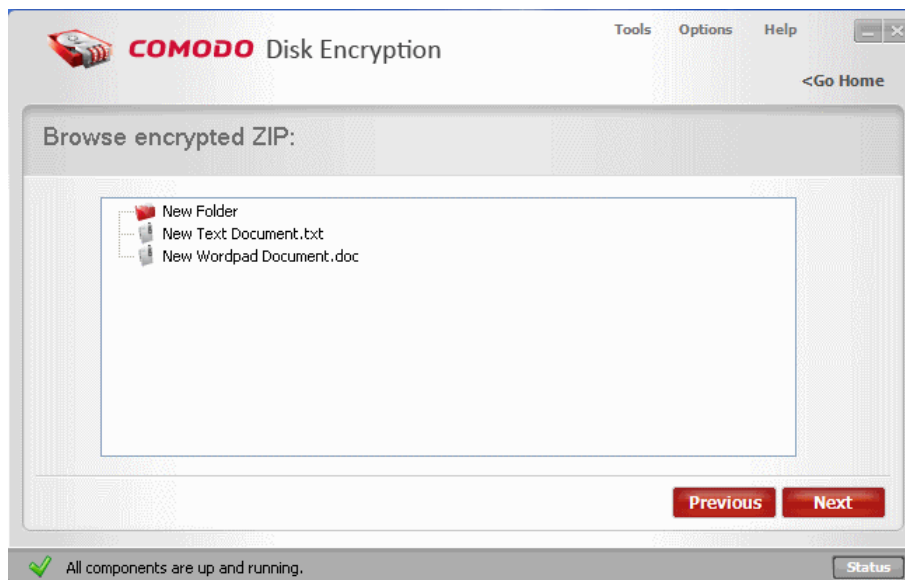 COMODO Disk Encryption
Tools Options Help
<Go Home
Browse encrypted ZIP:
New Folder
New Text Document.txt
New Wordpad Document.doc
Previous Next
All components are up and running. Status